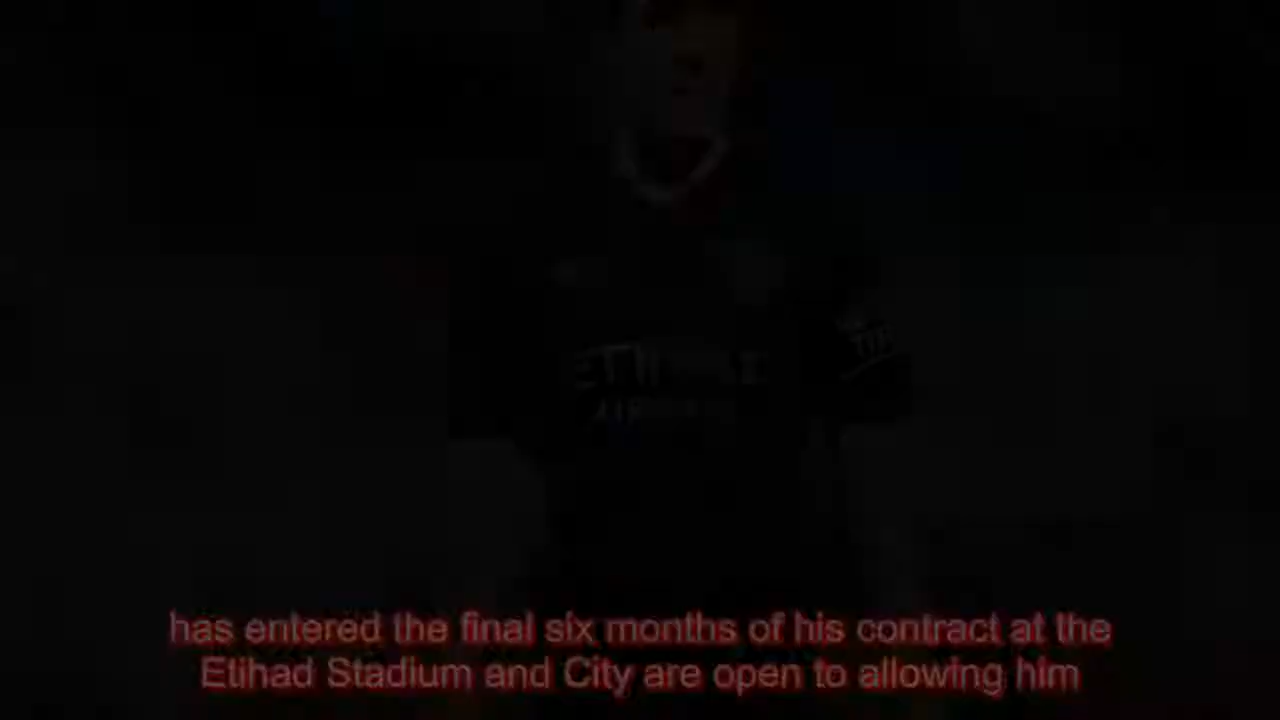 has entered the final six months of his contract at the
Etihad Stadium and City are open to allowing him